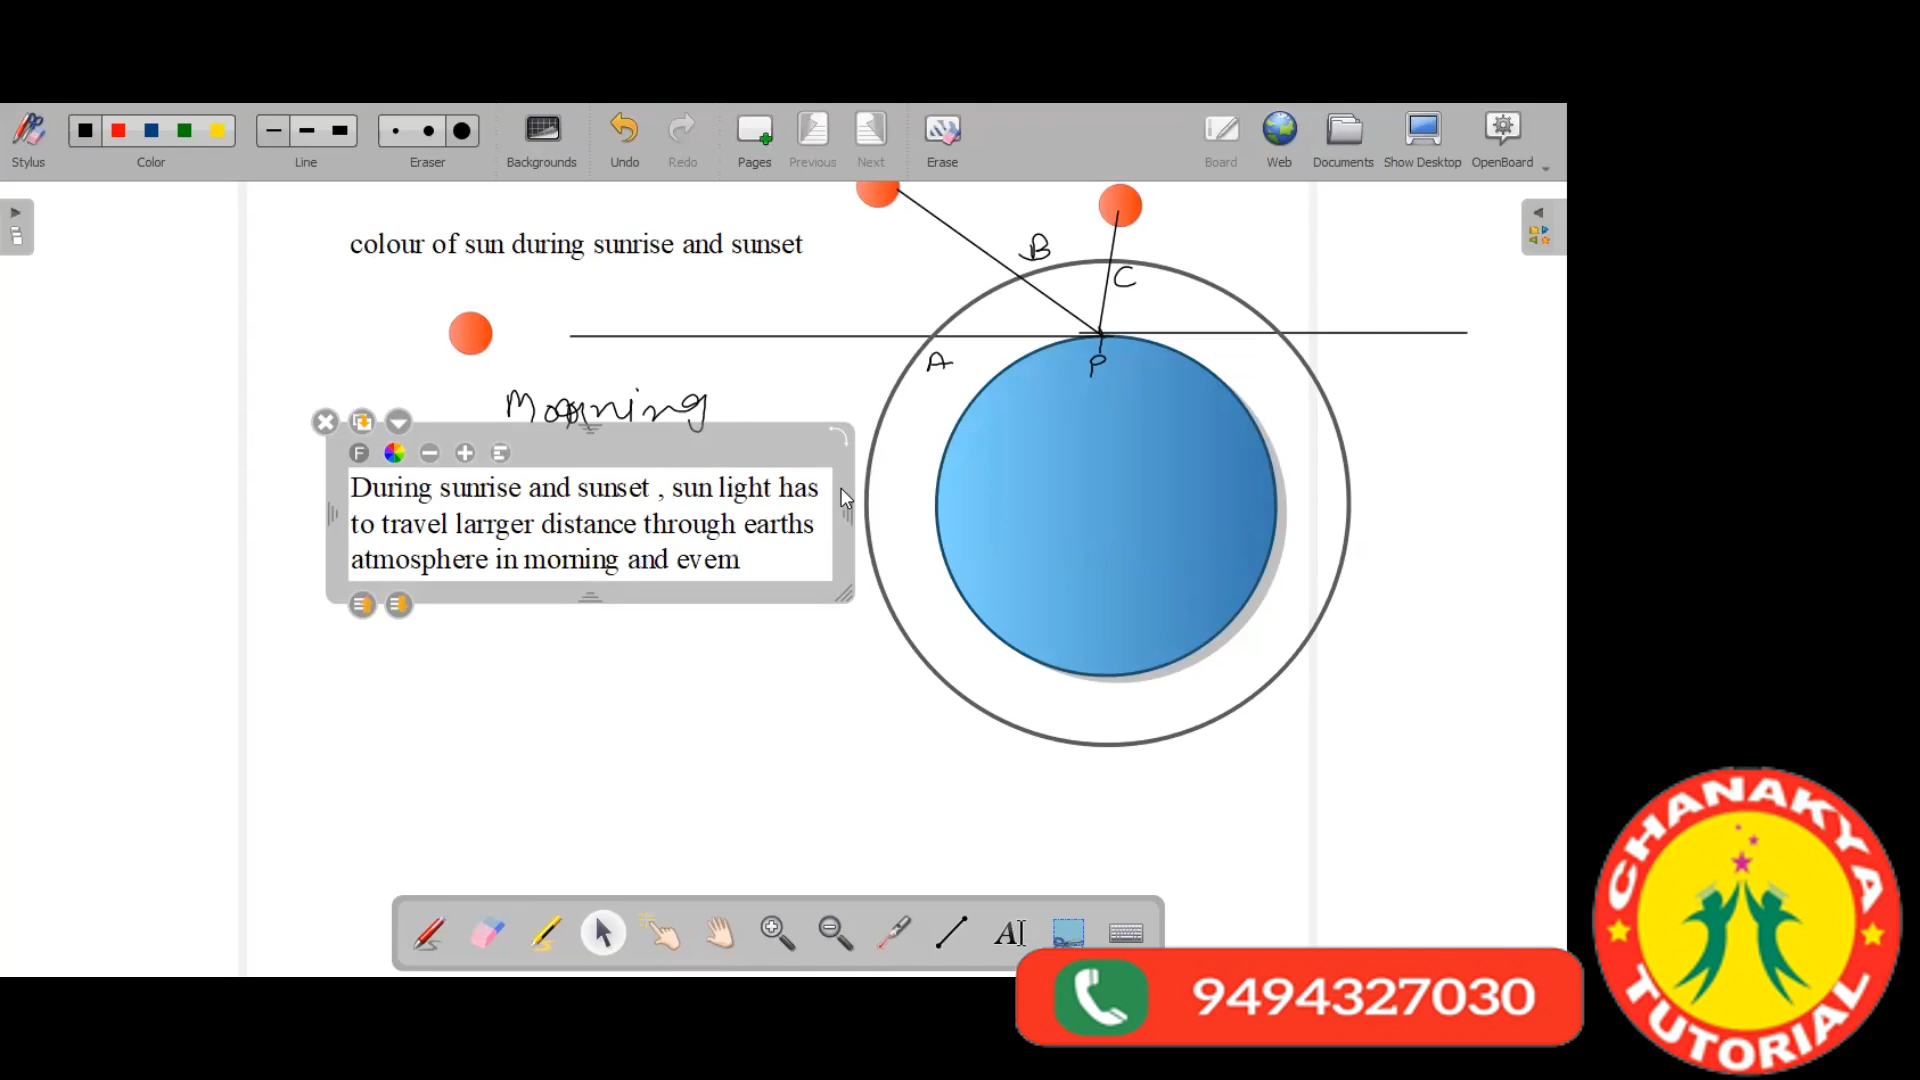 Stylus
Color
Line
Eraser
Backgrounds
Undo
Redo
Pages
Previous
Next
Erase
Board
Web
Documents
Show Desktop
OpenBoard
colour of sun during sunrise and sunset
B
C
A
P
Morning
F
During sunrise and sunset , sun light has
to travel larrger distance through earths
atmosphere in morning and evem
AI
9494327030
CHANAKYA
TUTORIAL